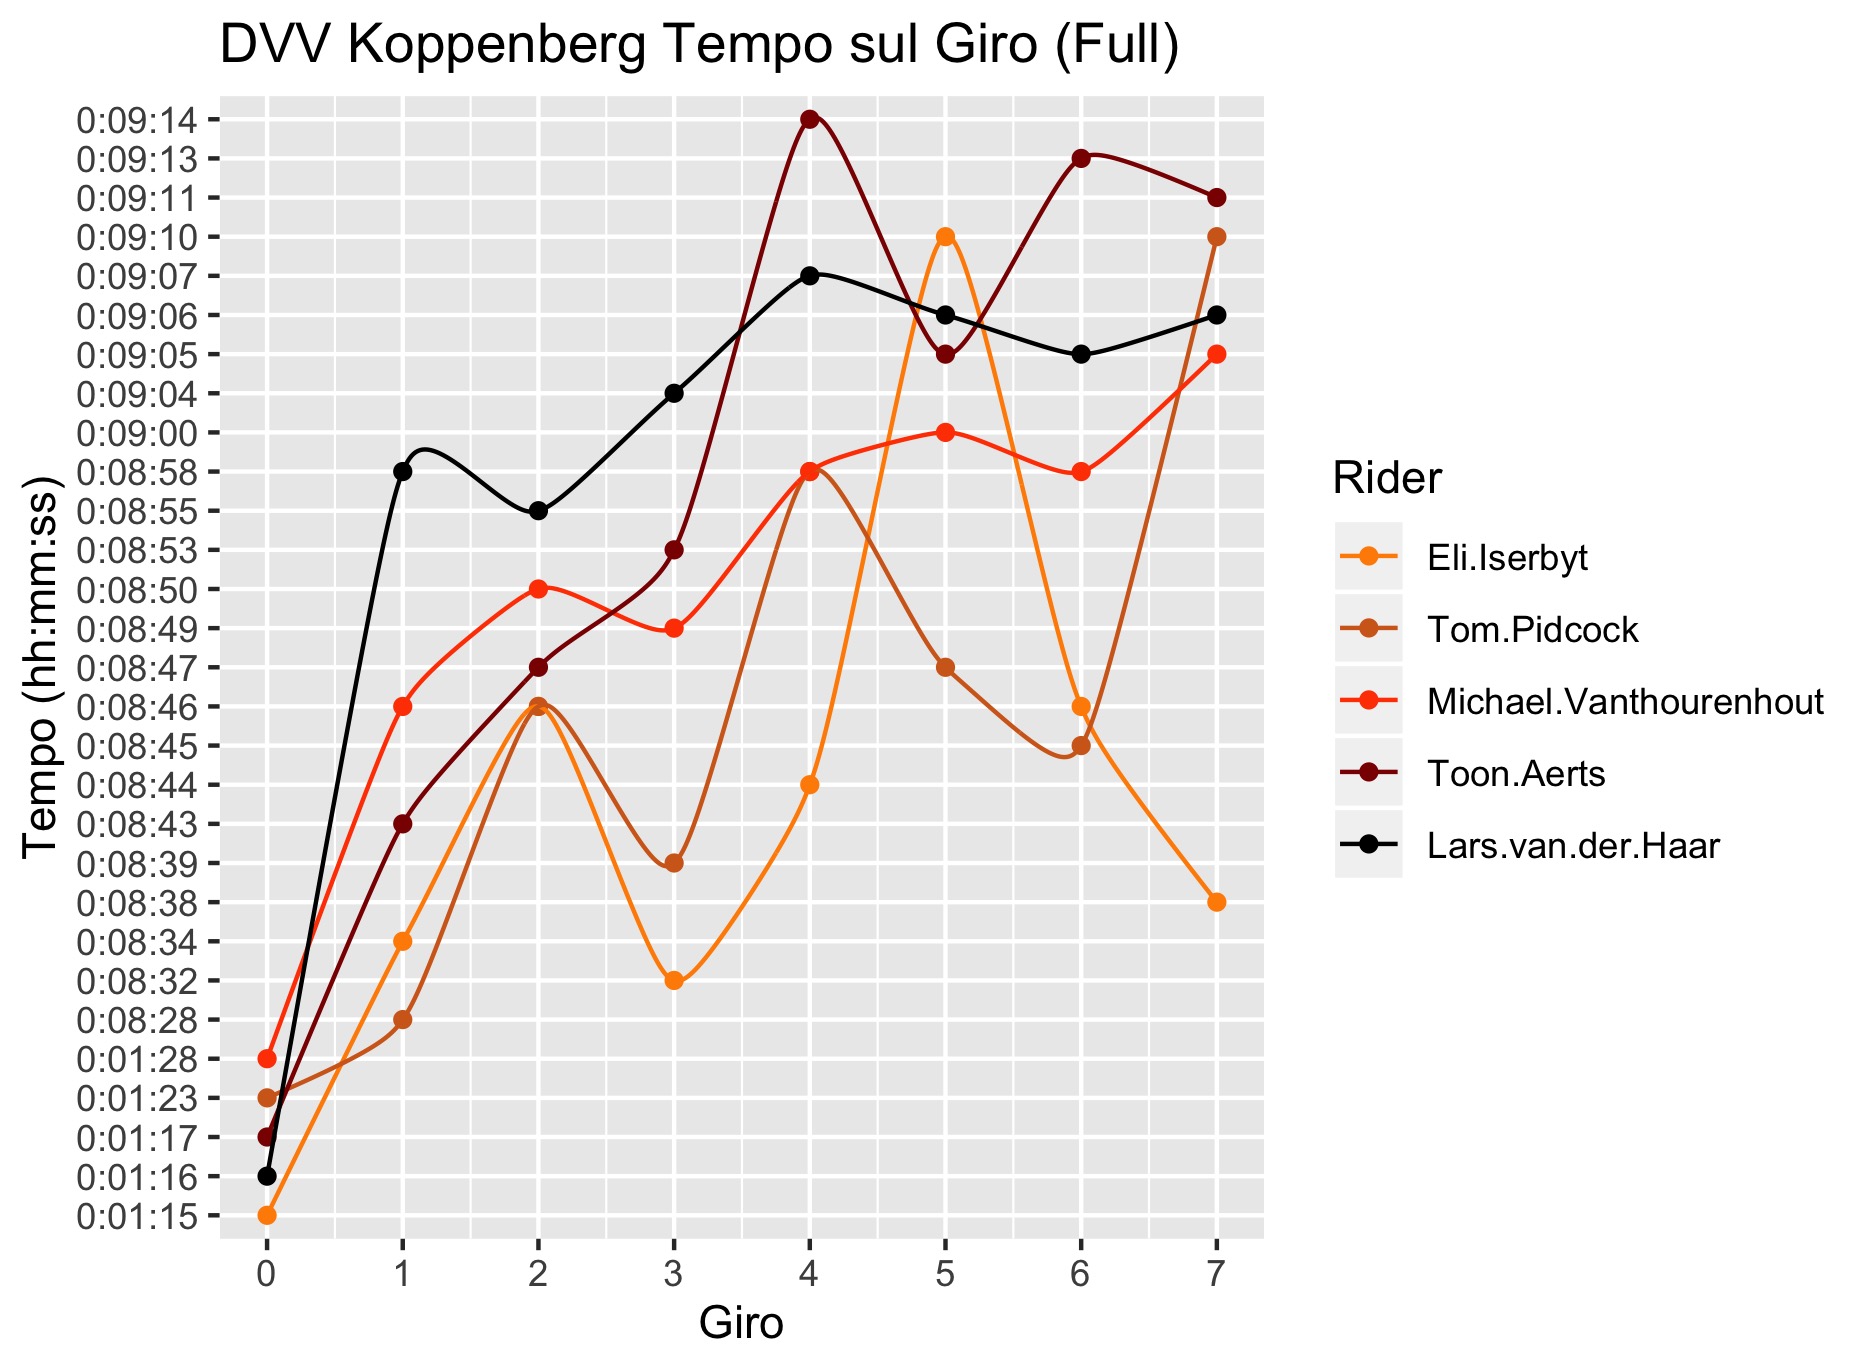 DVV Koppenberg Tempo sul Giro (Full)
Tempo (hh:mm:ss)
0:09:14
0:09:13
0:09:11
0:09:10
0:09:07
0:09:06
0:09:05
0:09:04
0:09:00
0:08:58
0:08:55
0:08:53
0:08:50
0:08:49
0:08:47
0:08:46
0:08:45
0:08:44
0:08:43
0:08:39
0:08:38
0:08:34
0:08:32
0:08:28
0:01:28
0:01:23
0:01:17
0:01:16
0:01:15
0 1 2 3 4 5 6 7
Giro
Rider
Eli.Iserbyt
Tom.Pidcock
Michael.Vanthourenhout
Toon.Aerts
Lars.van.der.Haar